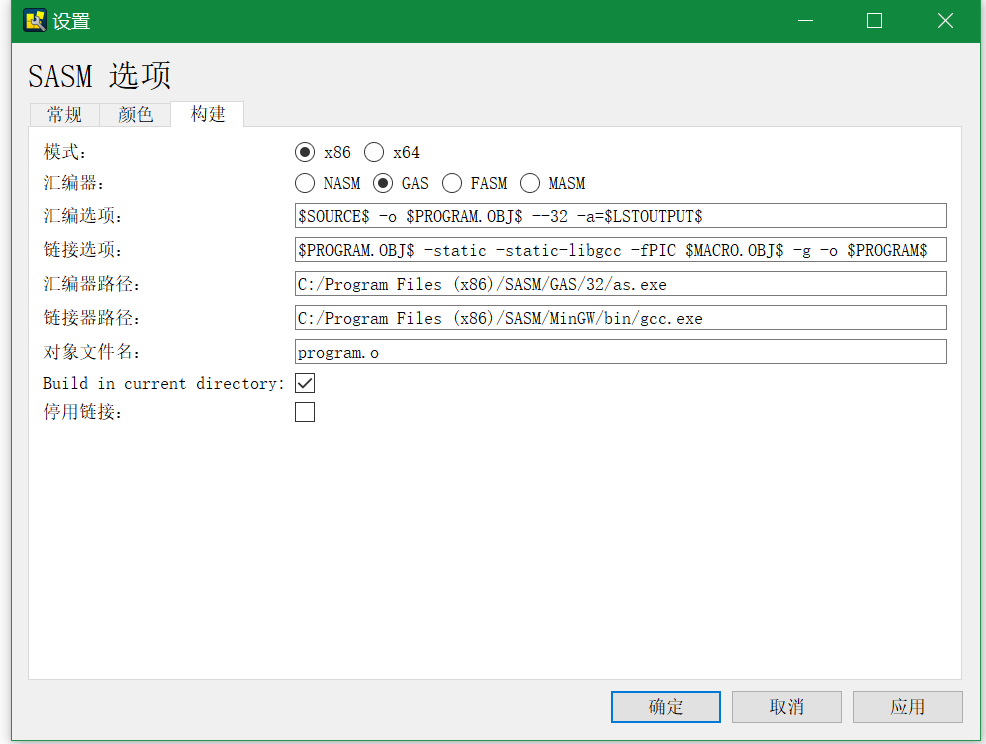 设置
SASM 选项
常规 颜色 构建
模式: x86 x64
汇编器: NASM GAS FASM MASM
汇编选项: $SOURCE$ -o $PROGRAM.OBJ$ --32 -a=$LSTOUTPUT$
链接选项: $PROGRAM.OBJ$ -static -static-libgcc -fPIC $MACRO.OBJ$ -g -o $PROGRAM$
汇编器路径: C:/Program Files (x86)/SASM/GAS/32/as.exe
链接器路径: C:/Program Files (x86)/SASM/MinGW/bin/gcc.exe
对象文件名: program.o
Build in current directory:
停用链接:
确定 取消 应用